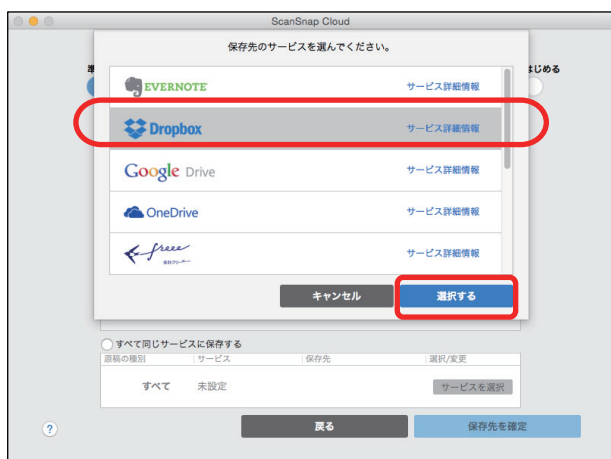 ScanSnap Cloud
保存先のサービスを選んでください。
準
はじめる
EVERNOTE サービス詳細情報
Dropbox サービス詳細情報
Google Drive サービス詳細情報
OneDrive サービス詳細情報
freee サービス詳細情報
キャンセル 選択する
すべて同じサービスに保存する
原稿の種別 サービス 保存先 選択/変更
すべて 未設定 サービスを選択
? 戻る 保存先を確定